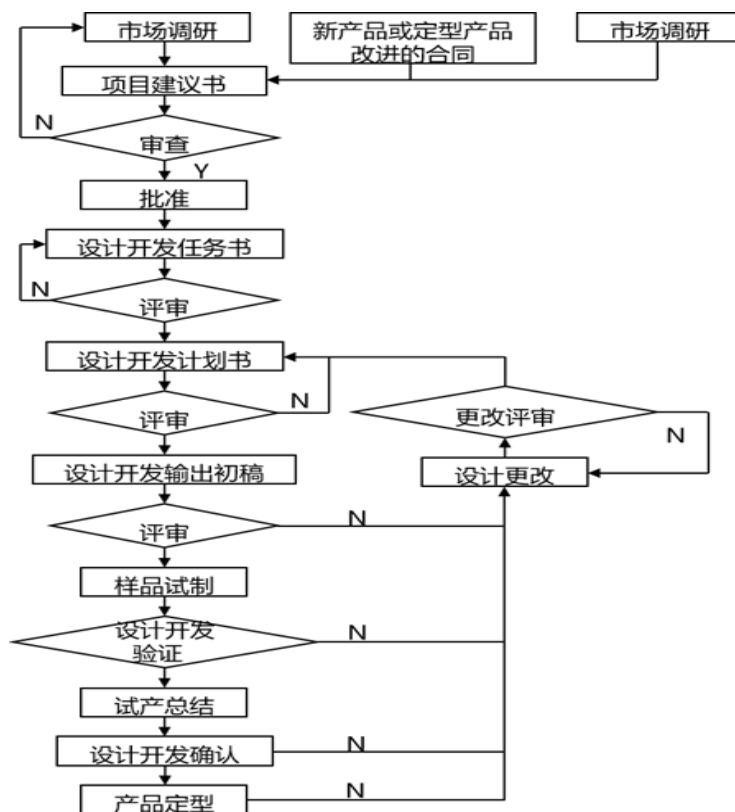 市场调研
新产品或定型产品
改进的合同
市场调研
项目建议书
N
审查
Y
批准
设计开发任务书
N
评审
设计开发计划书
评审
N
更改评审
N
设计开发输出初稿
设计更改
评审
N
样品试制
设计开发
验证
N
试产总结
设计开发确认
N
产品定型
N